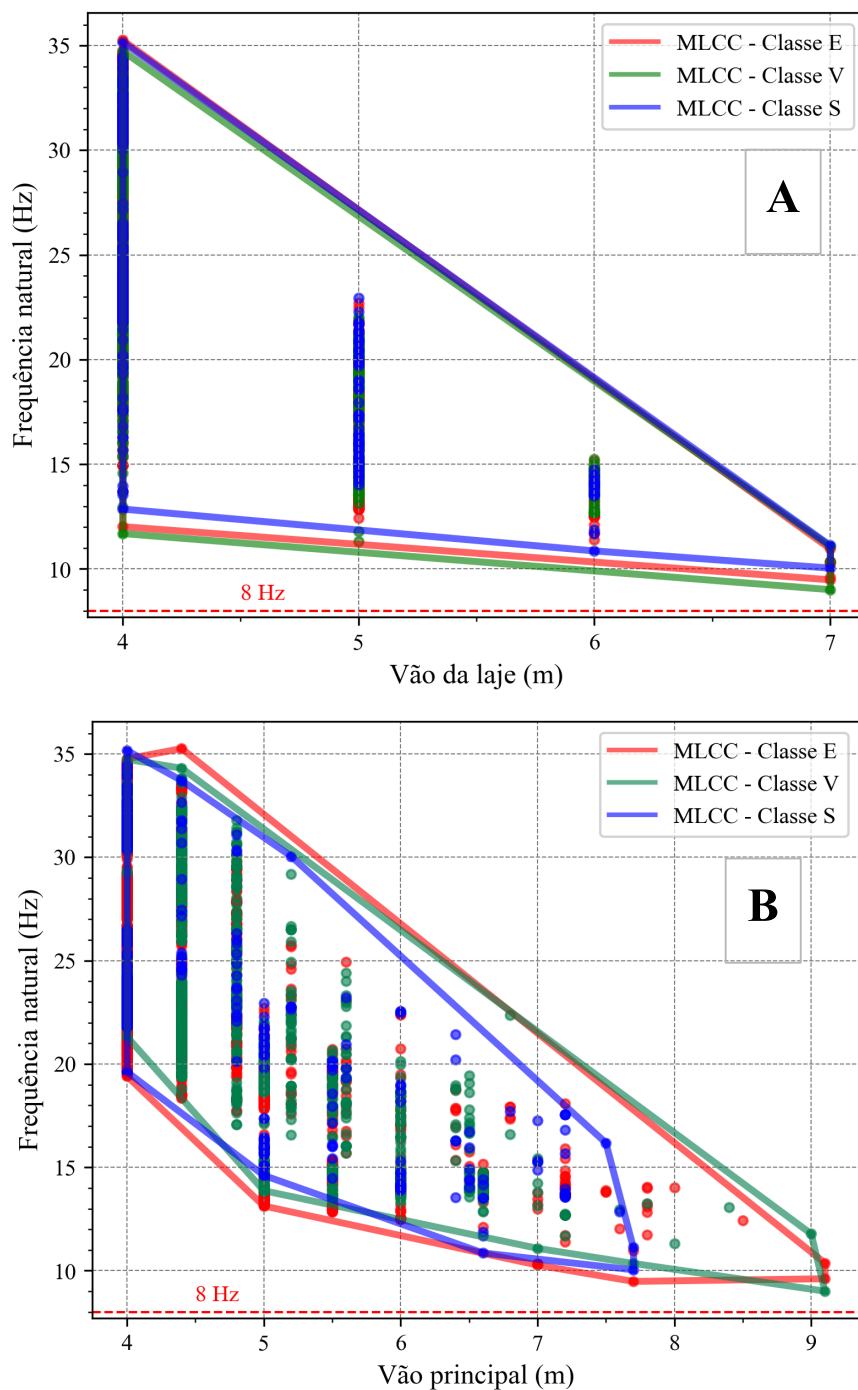 35
30
25
20
15
10
Frequência natural (Hz)
MLCC - Classe E
MLCC - Classe V
MLCC - Classe S
A
8 Hz
4
5
6
7
Vão da laje (m)
35
30
25
20
15
10
Frequência natural (Hz)
MLCC - Classe E
MLCC - Classe V
MLCC - Classe S
B
8 Hz
4
5
6
7
8
9
Vão principal (m)